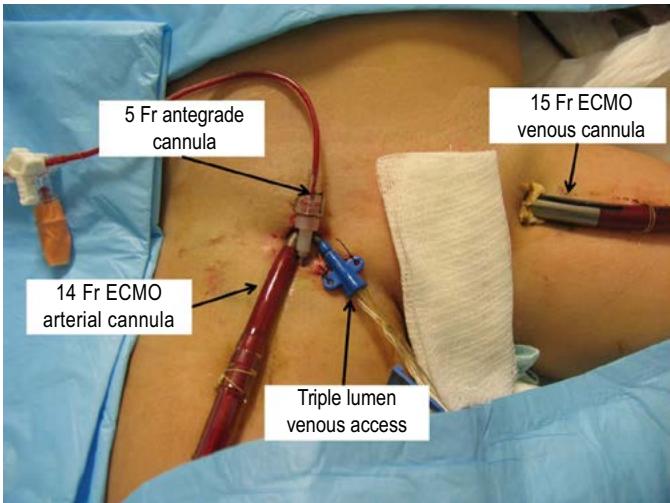 5 Fr antegrade
cannula
15 Fr ECMO
venous cannula
14 Fr ECMO
arterial cannula
Triple lumen
venous access